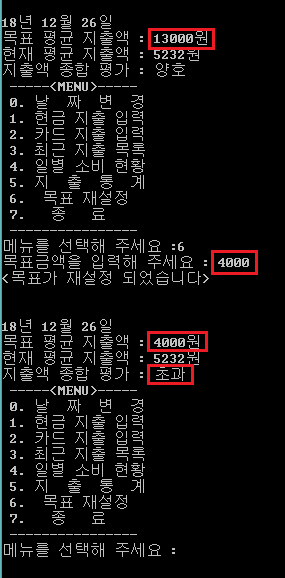 18년 12월 26일
목표 평균 지출액 : 13000원
현재 평균 지출액 : 5232원
지출액 종합 평가 : 양호
-----<MENU>-----
0. 날 짜 변 경
1. 현금 지출 입력
2. 카드 지출 입력
3. 최근 지출 목록
4. 일별 소비 현황
5. 지 출 통 계
6. 목표 재설정
7. 종 료
----------------
메뉴를 선택해 주세요 :6
목표금액을 입력해 주세요 : 4000
<목표가 재설정 되었습니다>
18년 12월 26일
목표 평균 지출액 : 4000원
현재 평균 지출액 : 5232원
지출액 종합 평가 : 초과
-----<MENU>-----
0. 날 짜 변 경
1. 현금 지출 입력
2. 카드 지출 입력
3. 최근 지출 목록
4. 일별 소비 현황
5. 지 출 통 계
6. 목표 재설정
7. 종 료
----------------
메뉴를 선택해 주세요 :